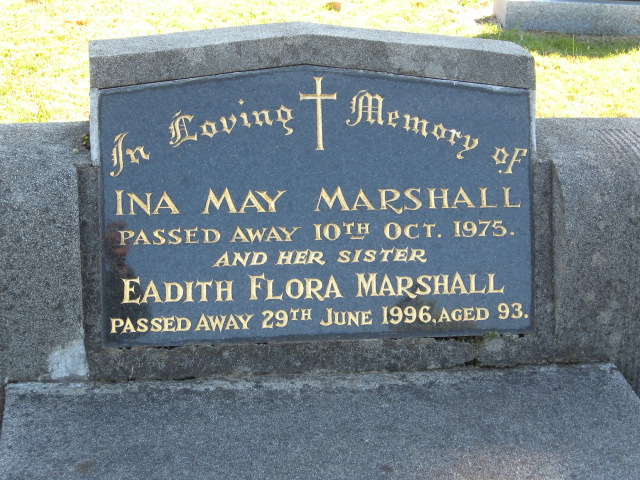 In Loving Memory of
INA MAY MARSHALL
PASSED AWAY 10TH OCT. 1975.
AND HER SISTER
EADITH FLORA MARSHALL
PASSED AWAY 29TH JUNE 1996, AGED 93.